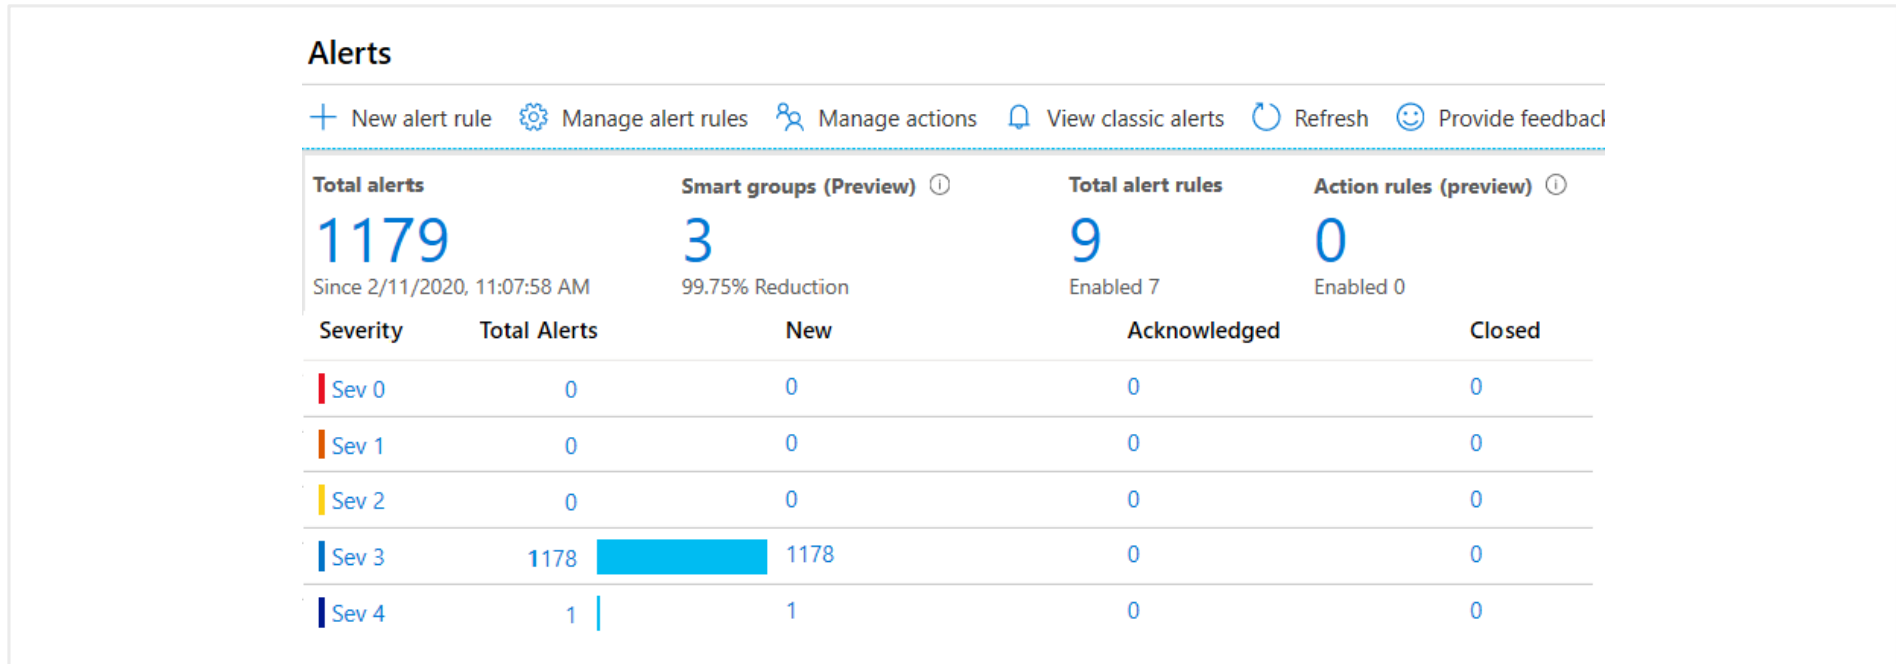 Alerts
New alert rule Manage alert rules Manage actions View classic alerts Refresh Provide feedback
Total alerts Smart groups (Preview) Total alert rules Action rules (preview)
1179 3 9 0
Since 2/11/2020, 11:07:58 AM 99.75% Reduction Enabled 7 Enabled 0
Severity Total Alerts New Acknowledged Closed
Sev 0 0 0 0 0
Sev 1 0 0 0 0
Sev 2 0 0 0 0
Sev 3 1178 1178 0 0
Sev 4 1 1 0 0